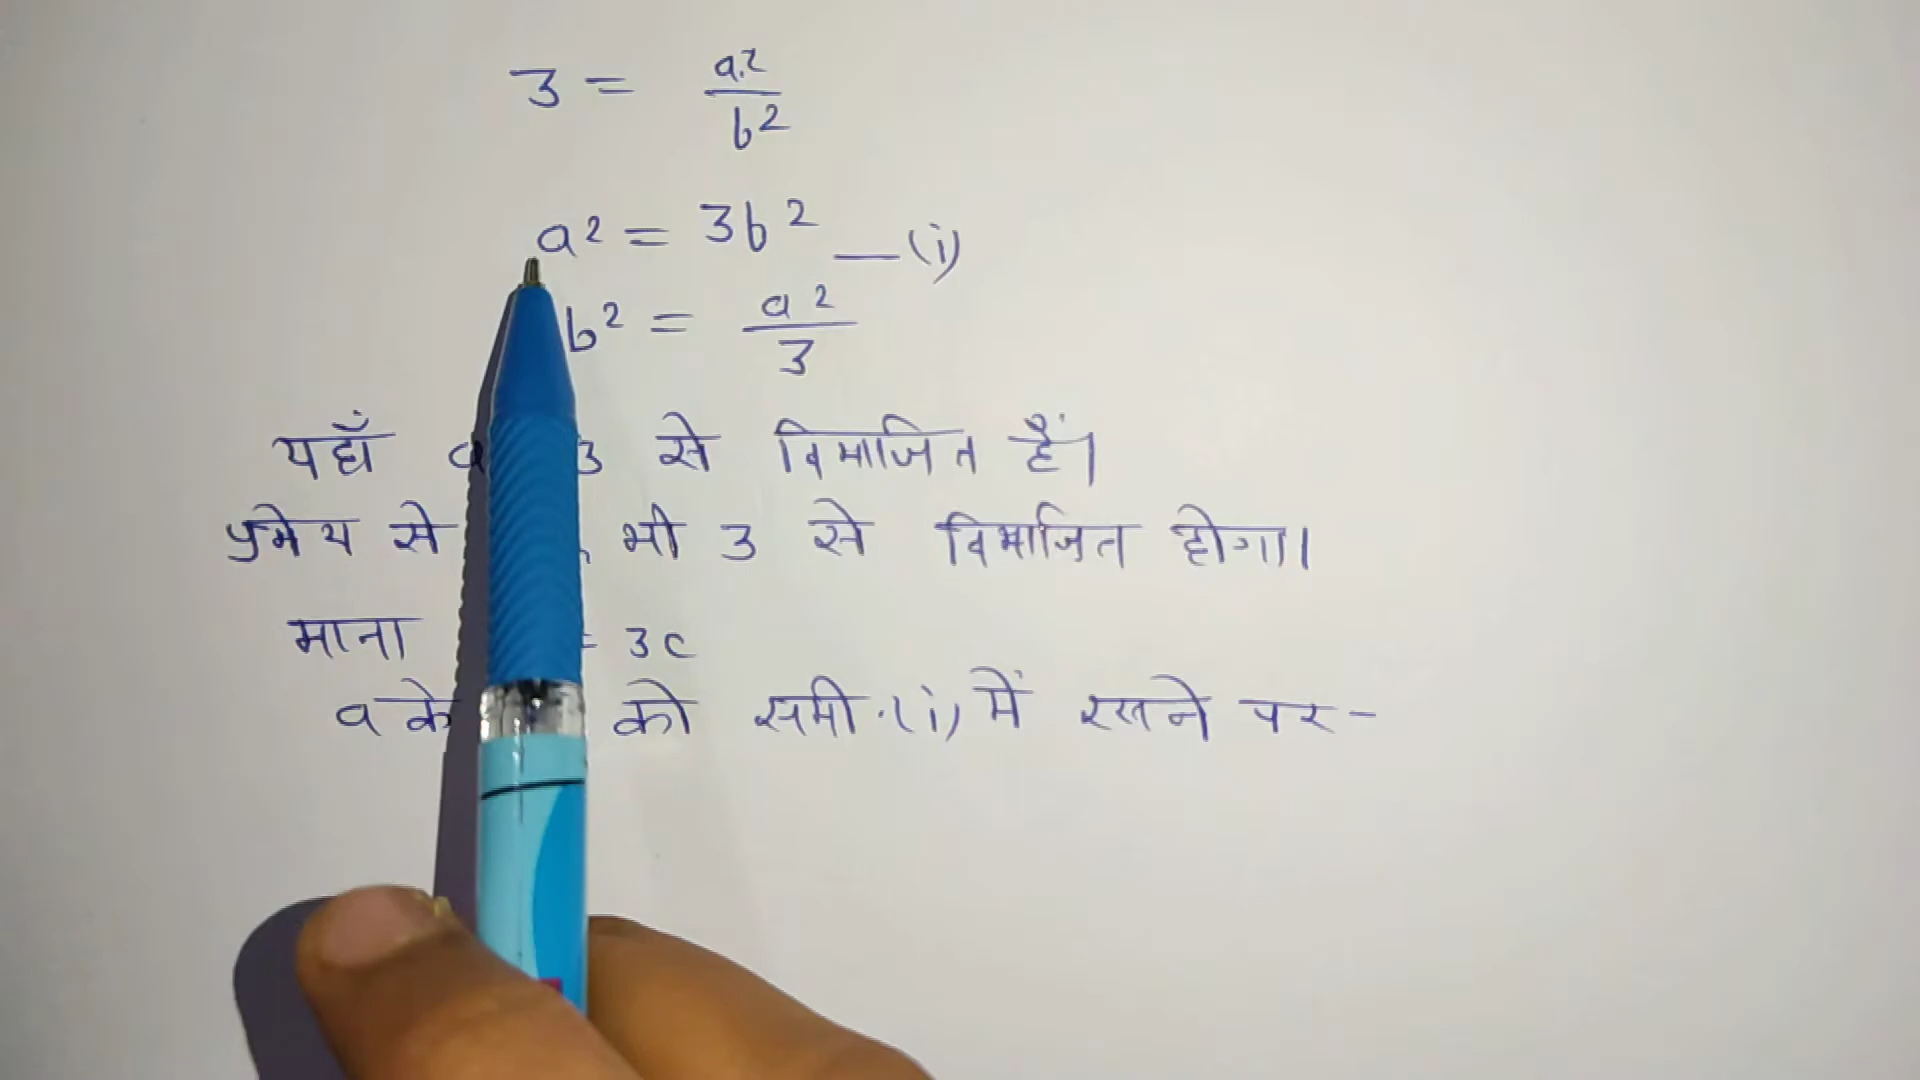 3 = a²/b²
a² = 3b² —(i)
b² = a²/3
यहाँ 3 से विभाजित हैं।
प्रमेय से भी 3 से विभाजित होगा।
माना = 3c
a के को समी.(i) में रखने पर-